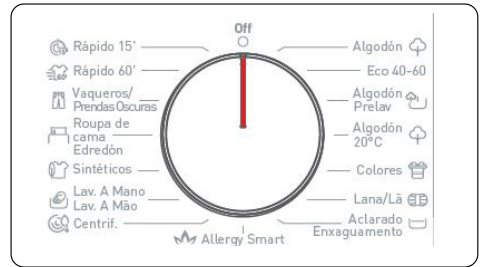 Off
Rápido 15'
Rápido 60'
Vaqueros/
Prendas Oscuras
Roupa de
cama
Edredón
Sintéticos
Lav. A Mano
Lav. A Mão
Centrif.
Allergy Smart
Algodón
Eco 40-60
Algodón
Prelav
Algodón
20°C
Colores
Lana/Lã
Aclarado
Enxaguamento